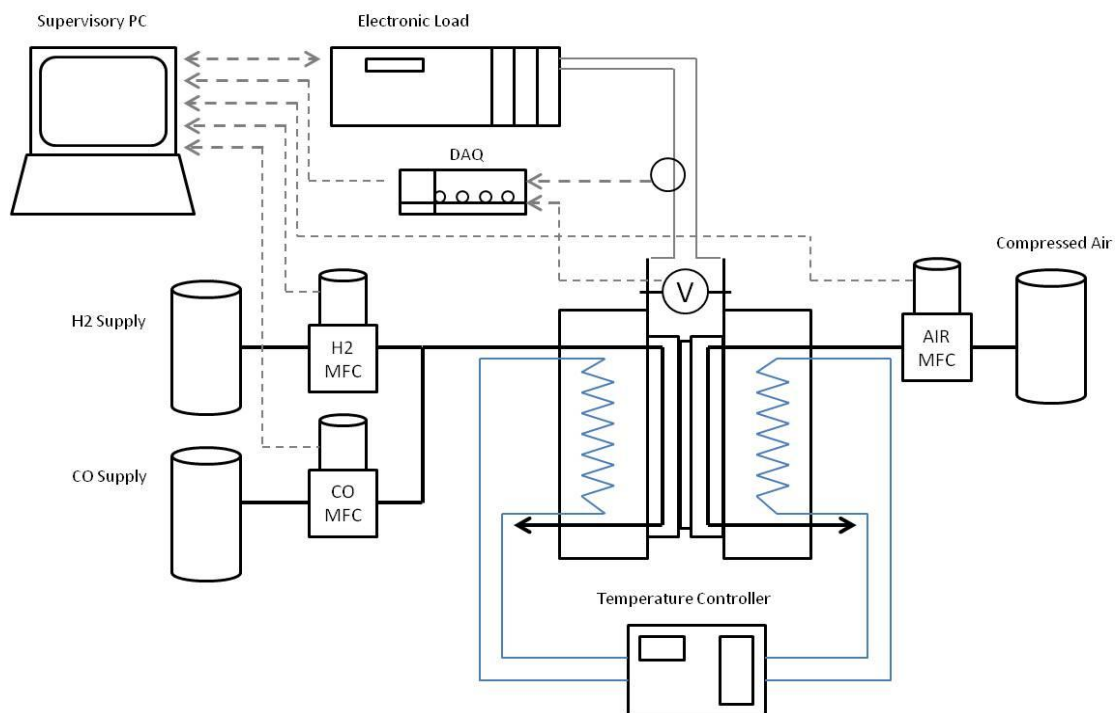 Supervisory PC
Electronic Load
DAQ
Compressed Air
V
H2 Supply
H2
MFC
AIR
MFC
CO Supply
CO
MFC
Temperature Controller